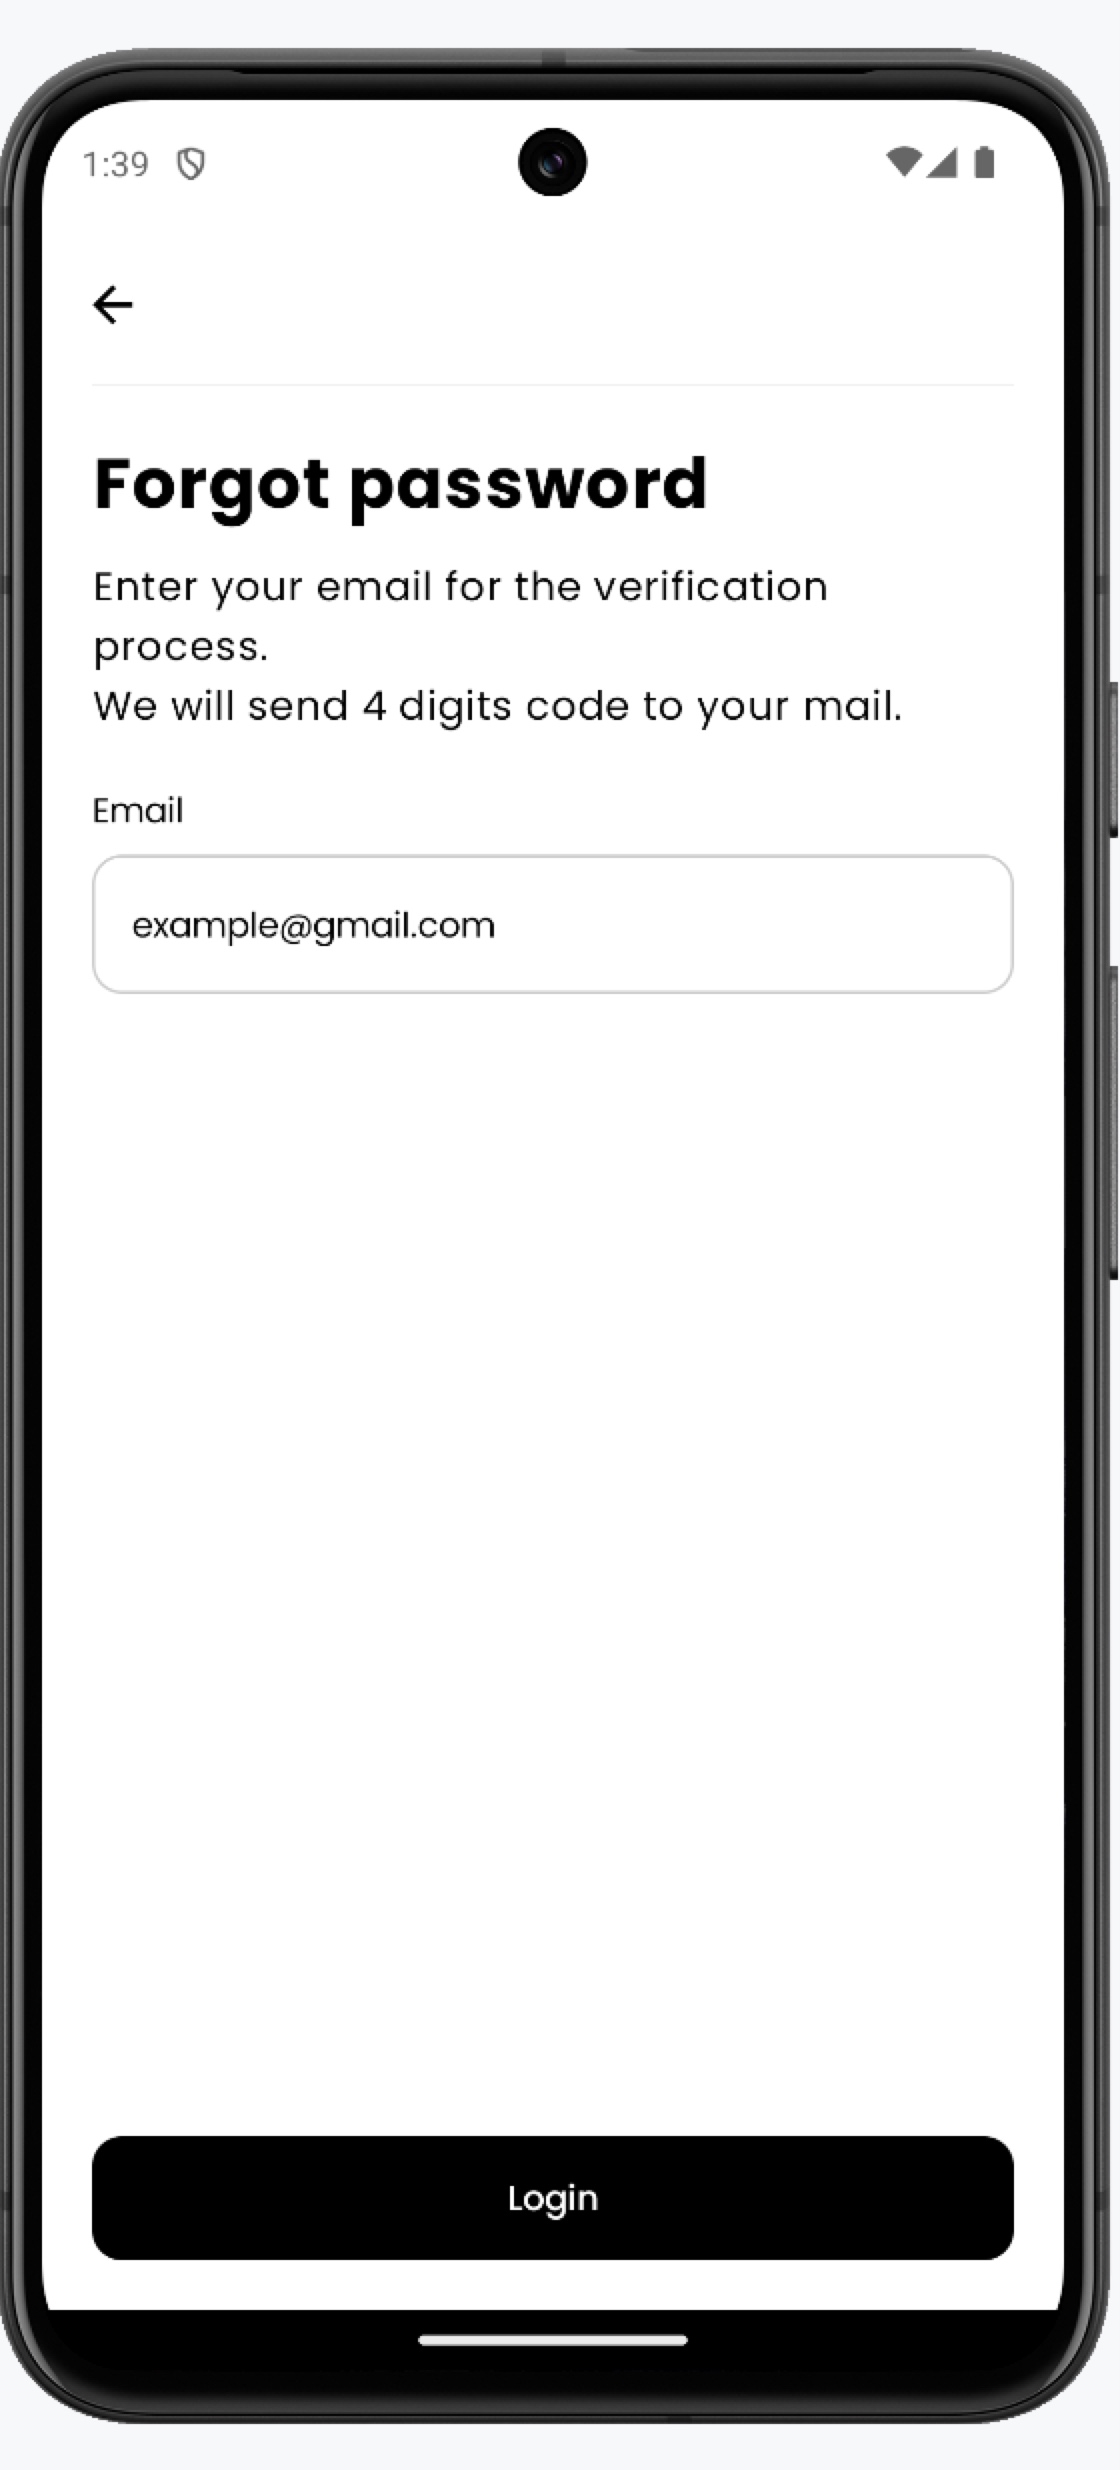 1:39
Forgot password
Enter your email for the verification
process.
We will send 4 digits code to your mail.
Email
example@gmail.com
Login